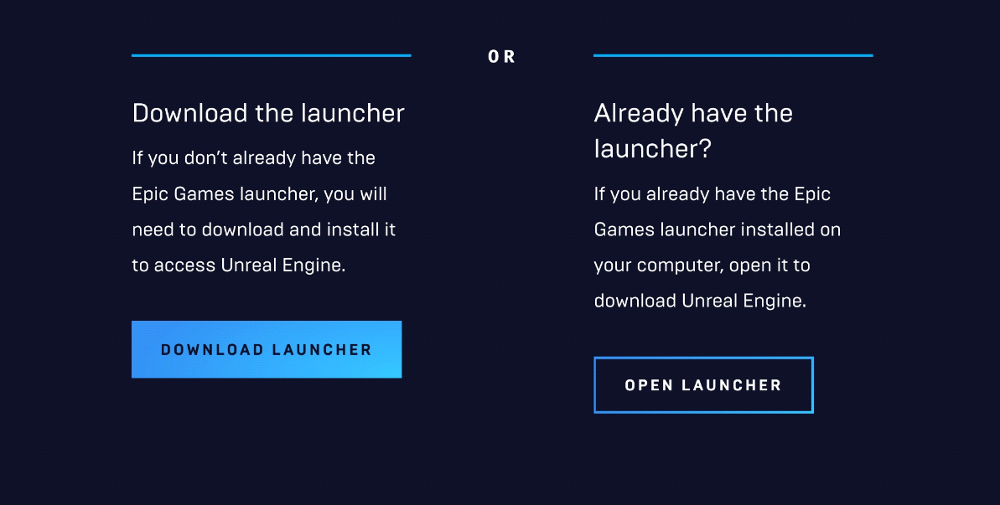 OR
Download the launcher
If you don’t already have the
Epic Games launcher, you will
need to download and install it
to access Unreal Engine.
DOWNLOAD LAUNCHER
Already have the
launcher?
If you already have the Epic
Games launcher installed on
your computer, open it to
download Unreal Engine.
OPEN LAUNCHER